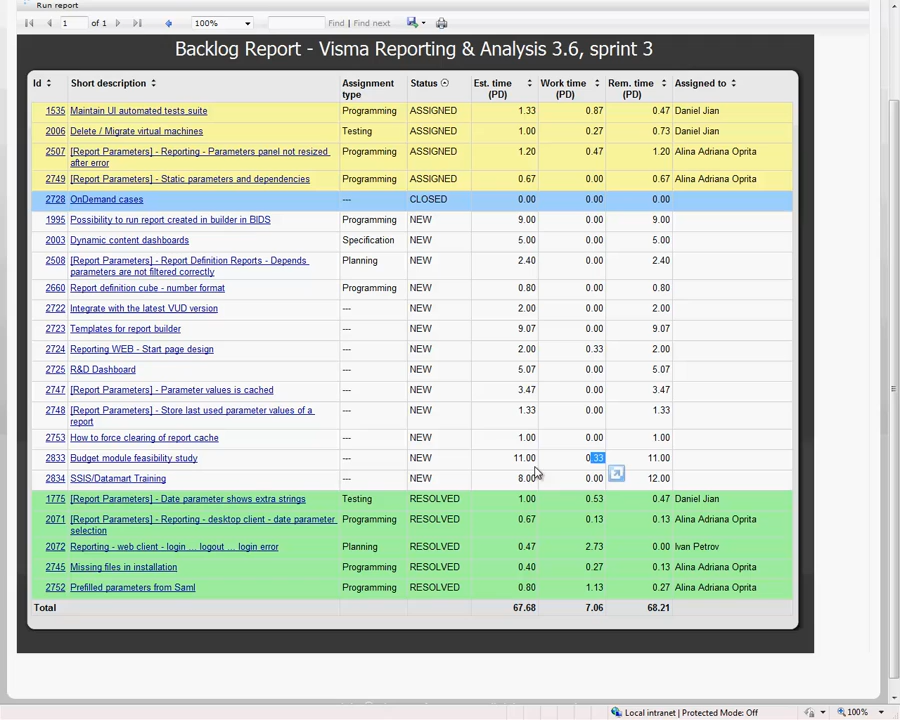 Run report
1 of 1 100% Find | Find next
Backlog Report - Visma Reporting & Analysis 3.6, sprint 3
Id Short description Assignment type Status Est. time (PD) Work time (PD) Rem. time (PD) Assigned to
1535 Maintain UI automated tests suite Programming ASSIGNED 1.33 0.87 0.47 Daniel Jian
2006 Delete / Migrate virtual machines Testing ASSIGNED 1.00 0.27 0.73 Daniel Jian
2507 [Report Parameters] - Reporting - Parameters panel not resized Programming ASSIGNED 1.20 0.47 1.20 Alina Adriana Oprita
after error
2749 [Report Parameters] - Static parameters and dependencies Programming ASSIGNED 0.67 0.00 0.67 Alina Adriana Oprita
2728 OnDemand cases --- CLOSED 0.00 0.00 0.00
1995 Possibility to run report created in builder in BIDS Programming NEW 9.00 0.00 9.00
2003 Dynamic content dashboards Specification NEW 5.00 0.00 5.00
2508 [Report Parameters] - Report Definition Reports - Depends Planning NEW 2.40 0.00 2.40
parameters are not filtered correctly
2660 Report definition cube - number format Programming NEW 0.80 0.00 0.80
2722 Integrate with the latest VUD version --- NEW 2.00 0.00 2.00
2723 Templates for report builder --- NEW 9.07 0.00 9.07
2724 Reporting WEB - Start page design --- NEW 2.00 0.33 2.00
2725 R&D Dashboard --- NEW 5.07 0.00 5.07
2747 [Report Parameters] - Parameter values is cached --- NEW 3.47 0.00 3.47
2748 [Report Parameters] - Store last used parameter values of a --- NEW 1.33 0.00 1.33
report
2753 How to force clearing of report cache --- NEW 1.00 0.00 1.00
2833 Budget module feasibility study --- NEW 11.00 0.33 11.00
2834 SSIS/Datamart Training --- NEW 8.00 0.00 12.00
1775 [Report Parameters] - Date parameter shows extra strings Testing RESOLVED 1.00 0.53 0.47 Daniel Jian
2071 [Report Parameters] - Reporting - desktop client - date parameter Programming RESOLVED 0.67 0.13 0.13 Alina Adriana Oprita
selection
2072 Reporting - web client - login ... logout ... login error Planning RESOLVED 0.47 2.73 0.00 Ivan Petrov
2745 Missing files in installation Programming RESOLVED 0.40 0.27 0.13 Alina Adriana Oprita
2752 Prefilled parameters from Saml Programming RESOLVED 0.80 1.13 0.27 Alina Adriana Oprita
Total 67.68 7.06 68.21
Local intranet | Protected Mode: Off 100%